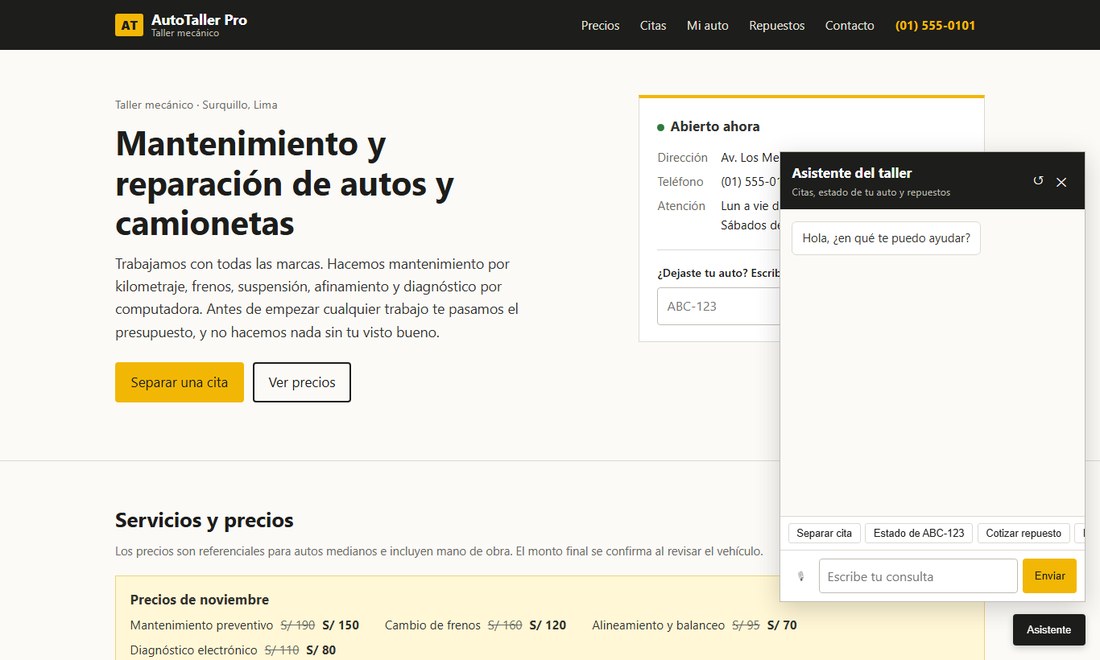 AT
AutoTaller Pro
Taller mecánico
Precios Citas Mi auto Repuestos Contacto (01) 555-0101
Taller mecánico · Surquillo, Lima
Mantenimiento y
reparación de autos y
camionetas
Trabajamos con todas las marcas. Hacemos mantenimiento por
kilometraje, frenos, suspensión, afinamiento y diagnóstico por
computadora. Antes de empezar cualquier trabajo te pasamos el
presupuesto, y no hacemos nada sin tu visto bueno.
Separar una cita Ver precios
Abierto ahora
Dirección Av. Los
Teléfono (01)
Atención Lun a vie
Sábados
¿Dejaste tu auto?
ABC-123
Asistente del taller
Citas, estado de tu auto y repuestos
Hola, ¿en qué te puedo ayudar?
Separar cita Estado de ABC-123 Cotizar repuesto
Escribe tu consulta Enviar
Asistente
Servicios y precios
Los precios son referenciales para autos medianos e incluyen mano de obra. El monto final se confirma al revisar el vehículo.
Precios de noviembre
Mantenimiento preventivo S/ 190 S/ 150 Cambio de frenos S/ 160 S/ 120 Alineamiento y balanceo S/ 95 S/ 70
Diagnóstico electrónico S/ 110 S/ 80